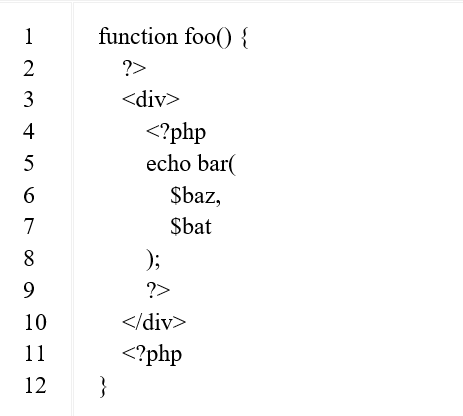 1 function foo() {
2 ?>
3 <div>
4 <?php
5 echo bar(
6 $baz,
7 $bat
8 );
9 ?>
10 </div>
11 <?php
12 }